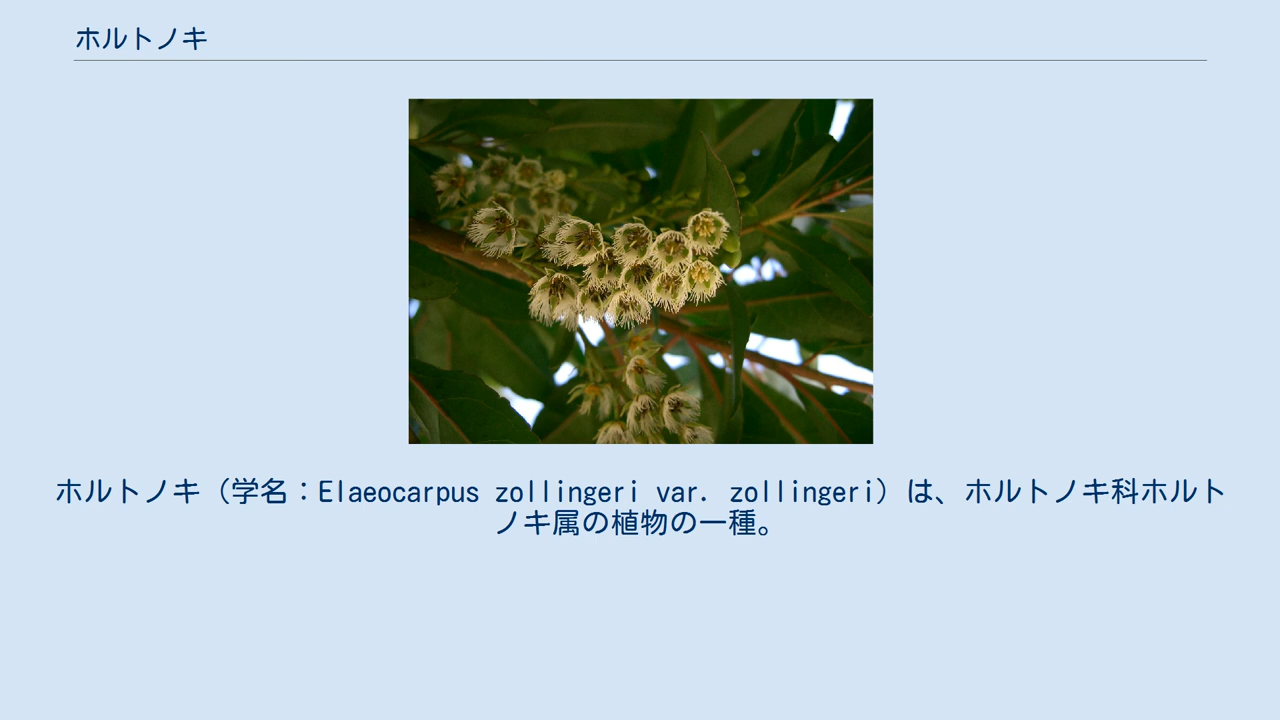 ホルトノキ
ホルトノキ（学名：Elaeocarpus zollingeri var. zollingeri）は、ホルトノキ科ホルト
ノキ属の植物の一種。